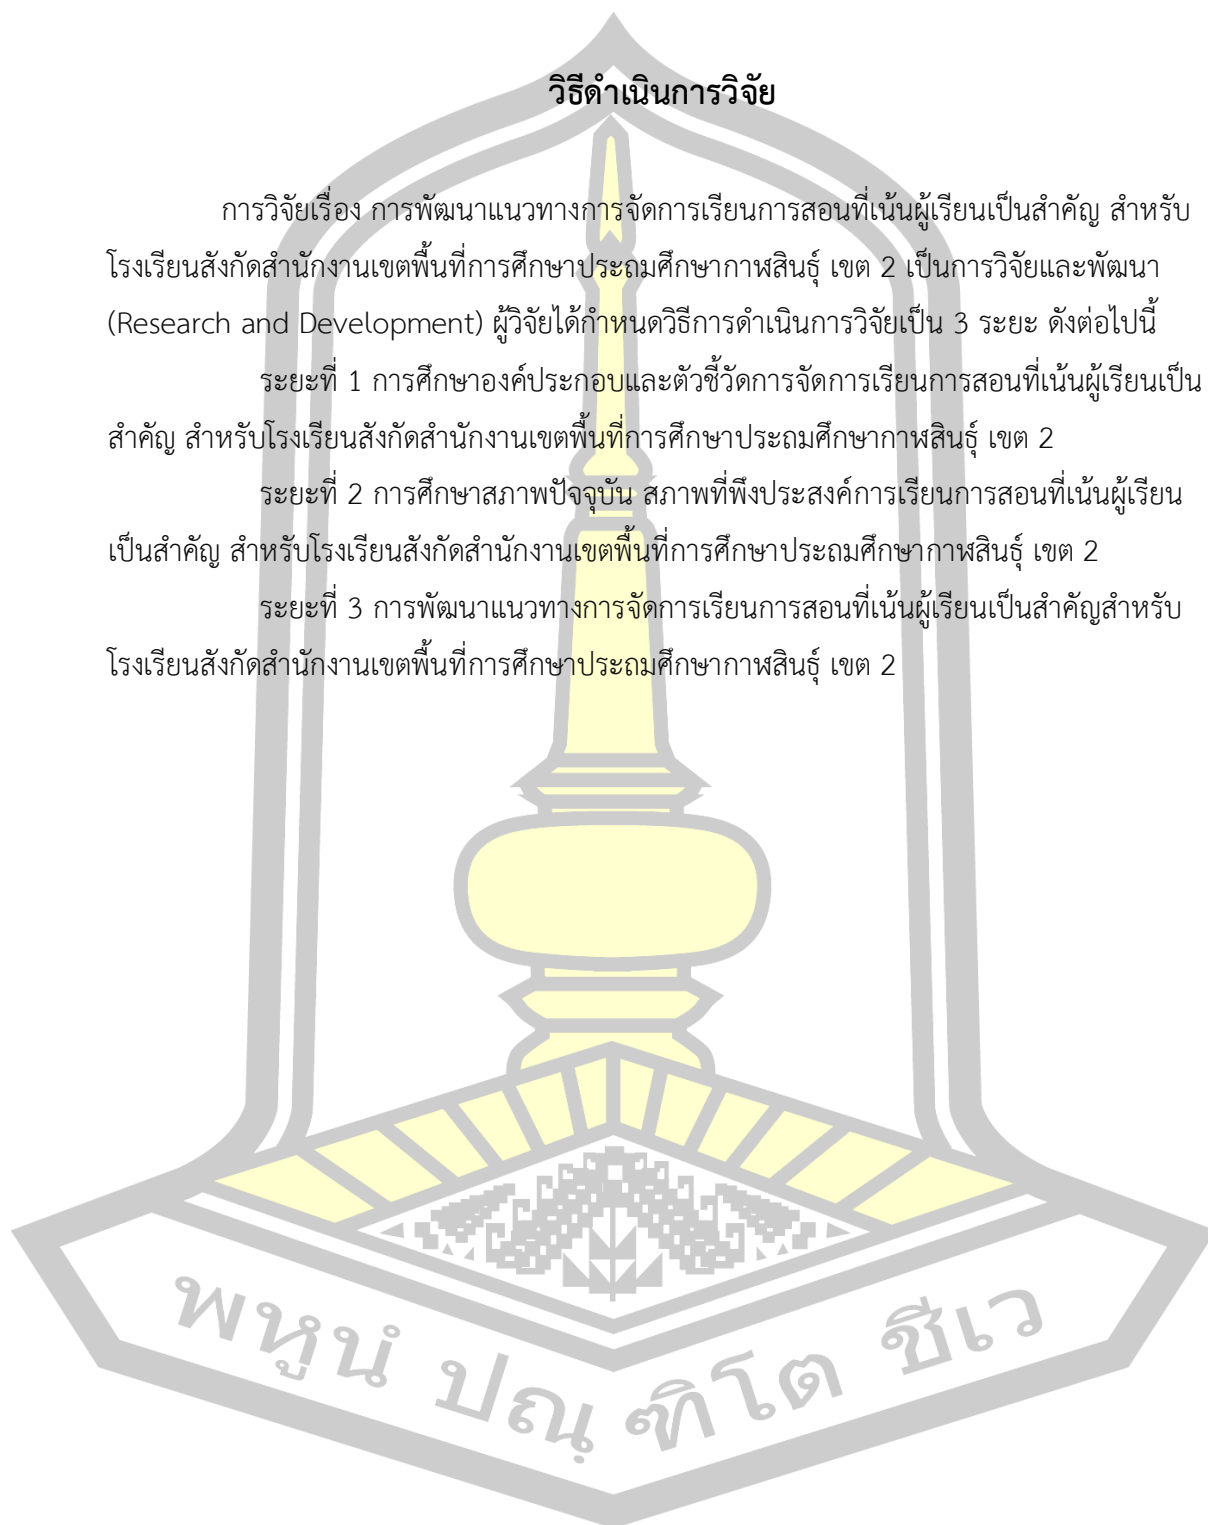 วิธีดำเนินการวิจัย
การวิจัยเรื่อง การพัฒนาแนวทางการจัดการเรียนการสอนที่เน้นผู้เรียนเป็นสำคัญ สำหรับ
โรงเรียนสังกัดสำนักงานเขตพื้นที่การศึกษาประถมศึกษากาฬสินธุ์ เขต 2 เป็นการวิจัยและพัฒนา
(Research and Development) ผู้วิจัยได้กำหนดวิธีการดำเนินการวิจัยเป็น 3 ระยะ ดังต่อไปนี้
ระยะที่ 1 การศึกษาองค์ประกอบและตัวชี้วัดการจัดการเรียนการสอนที่เน้นผู้เรียนเป็น
สำคัญ สำหรับโรงเรียนสังกัดสำนักงานเขตพื้นที่การศึกษาประถมศึกษากาฬสินธุ์ เขต 2
ระยะที่ 2 การศึกษาสภาพปัจจุบัน สภาพที่พึงประสงค์การเรียนการสอนที่เน้นผู้เรียน
เป็นสำคัญ สำหรับโรงเรียนสังกัดสำนักงานเขตพื้นที่การศึกษาประถมศึกษากาฬสินธุ์ เขต 2
ระยะที่ 3 การพัฒนาแนวทางการจัดการเรียนการสอนที่เน้นผู้เรียนเป็นสำคัญสำหรับ
โรงเรียนสังกัดสำนักงานเขตพื้นที่การศึกษาประถมศึกษากาฬสินธุ์ เขต 2
พหูนํ ปณฺฑิโต ชีเว